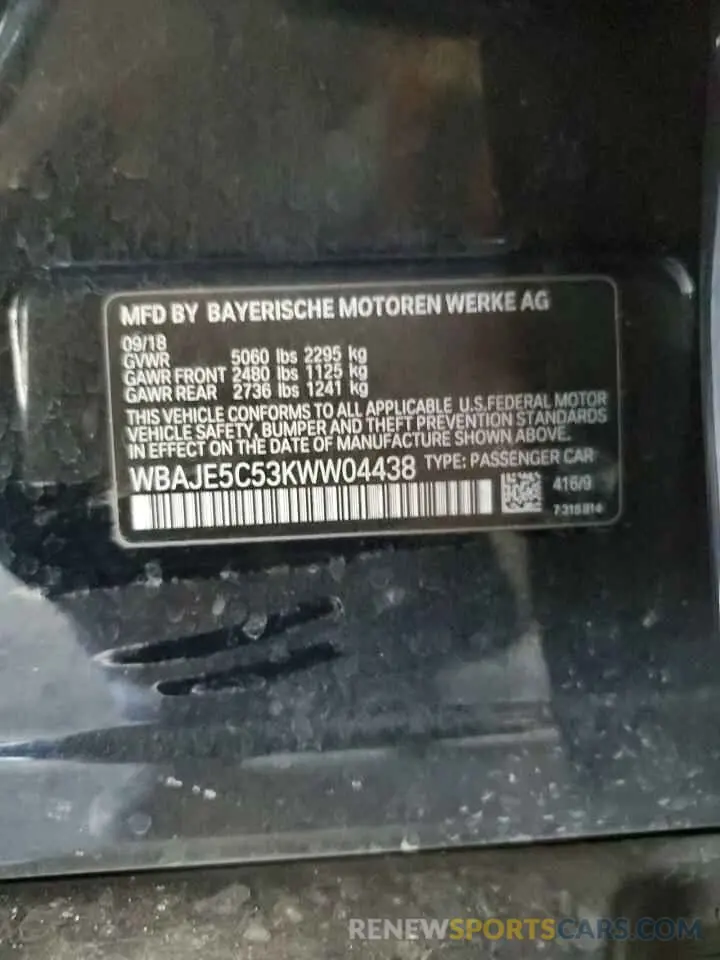 MFD BY BAYERISCHE MOTOREN WERKE AG
09/18
GVWR 5060 lbs 2295 kg
GAWR FRONT 2480 lbs 1125 kg
GAWR REAR 2736 lbs 1241 kg
THIS VEHICLE CONFORMS TO ALL APPLICABLE U.S.FEDERAL MOTOR
VEHICLE SAFETY, BUMPER AND THEFT PREVENTION STANDARDS
IN EFFECT ON THE DATE OF MANUFACTURE SHOWN ABOVE.
WBAJE5C53KWW04438 TYPE: PASSENGER CAR
416/9
RENEWSPORTSCARS.COM